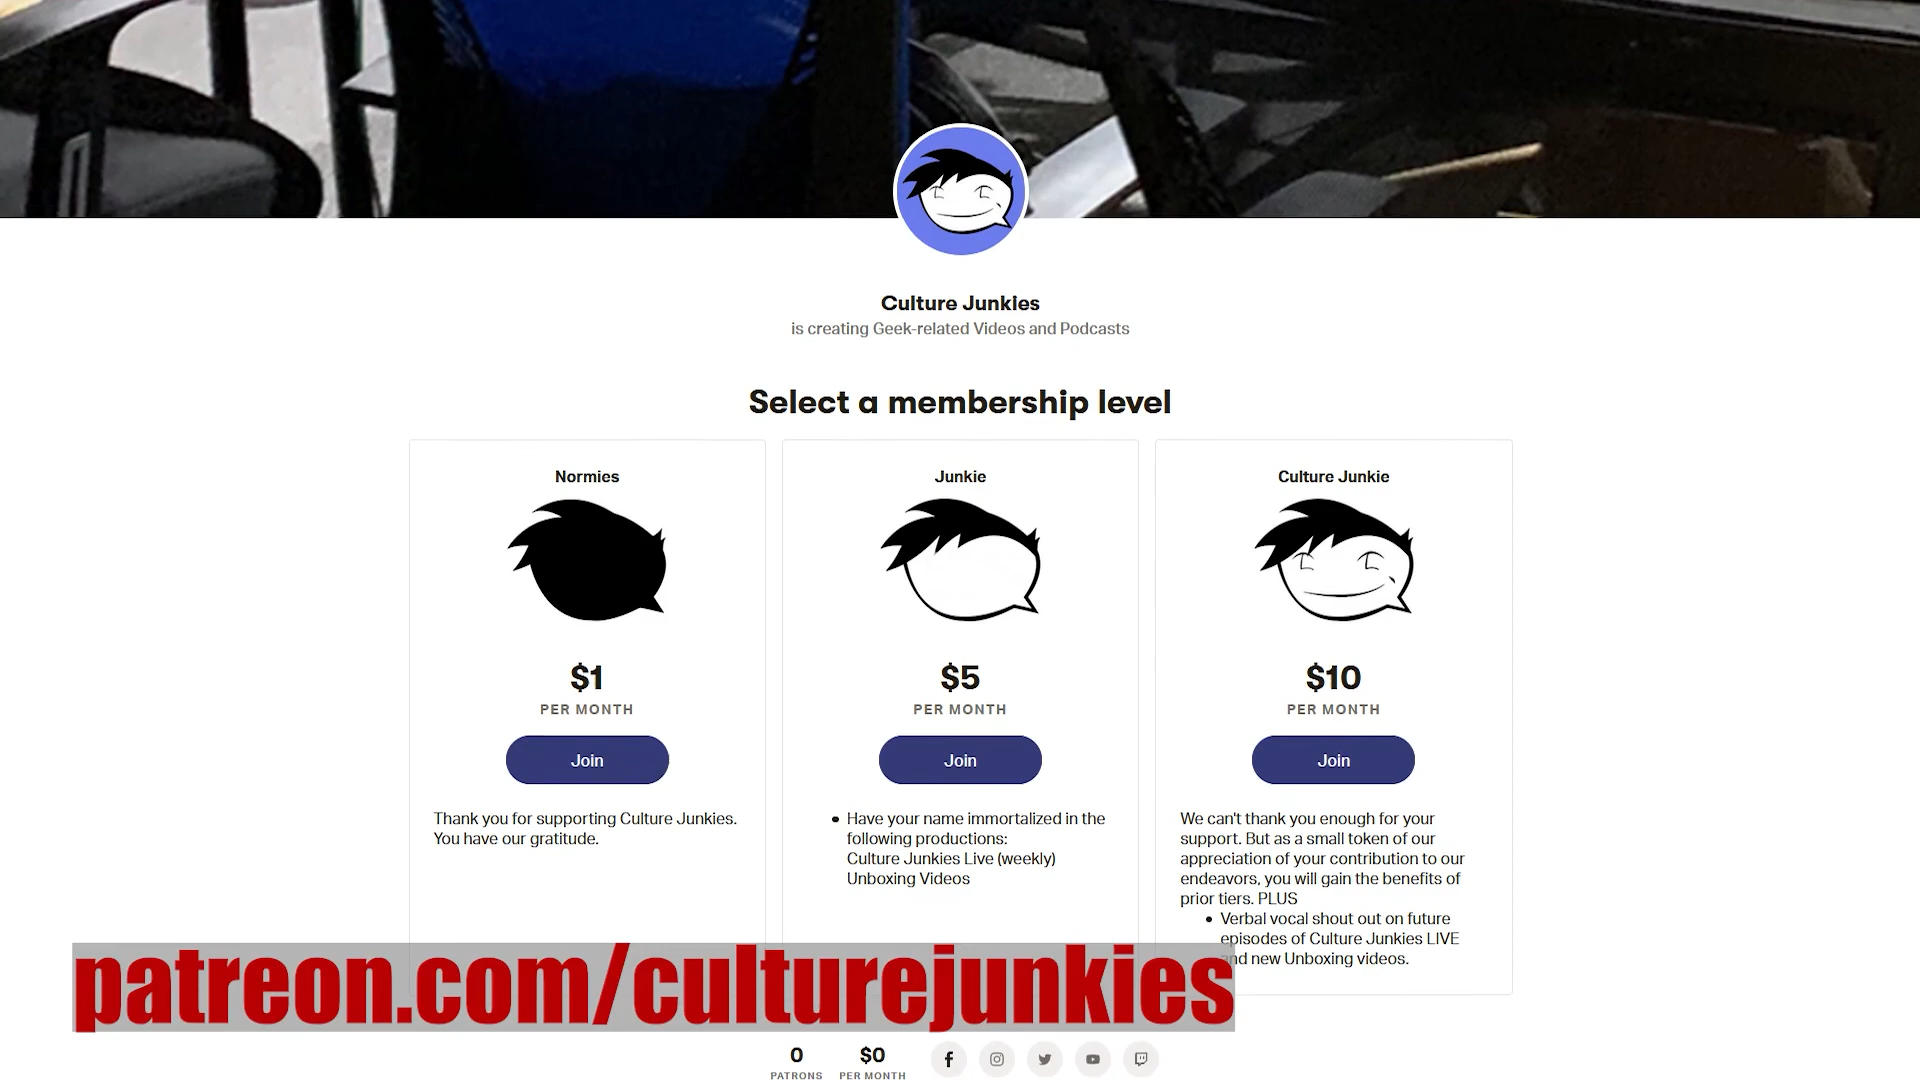 Culture Junkies
is creating Geek-related Videos and Podcasts
Select a membership level
Normies
$1
PER MONTH
Join
Thank you for supporting Culture Junkies.
You have our gratitude.
Junkie
$5
PER MONTH
Join
Have your name immortalized in the
following productions:
Culture Junkies Live (weekly)
Unboxing Videos
Culture Junkie
$10
PER MONTH
Join
We can't thank you enough for your
support. But as a small token of our
appreciation of your contribution to our
endeavors, you will gain the benefits of
prior tiers. PLUS
Verbal vocal shout out on future
episodes of Culture Junkies LIVE
and new Unboxing videos.
patreon.com/culturejunkies
0
PATRONS
$0
PER MONTH